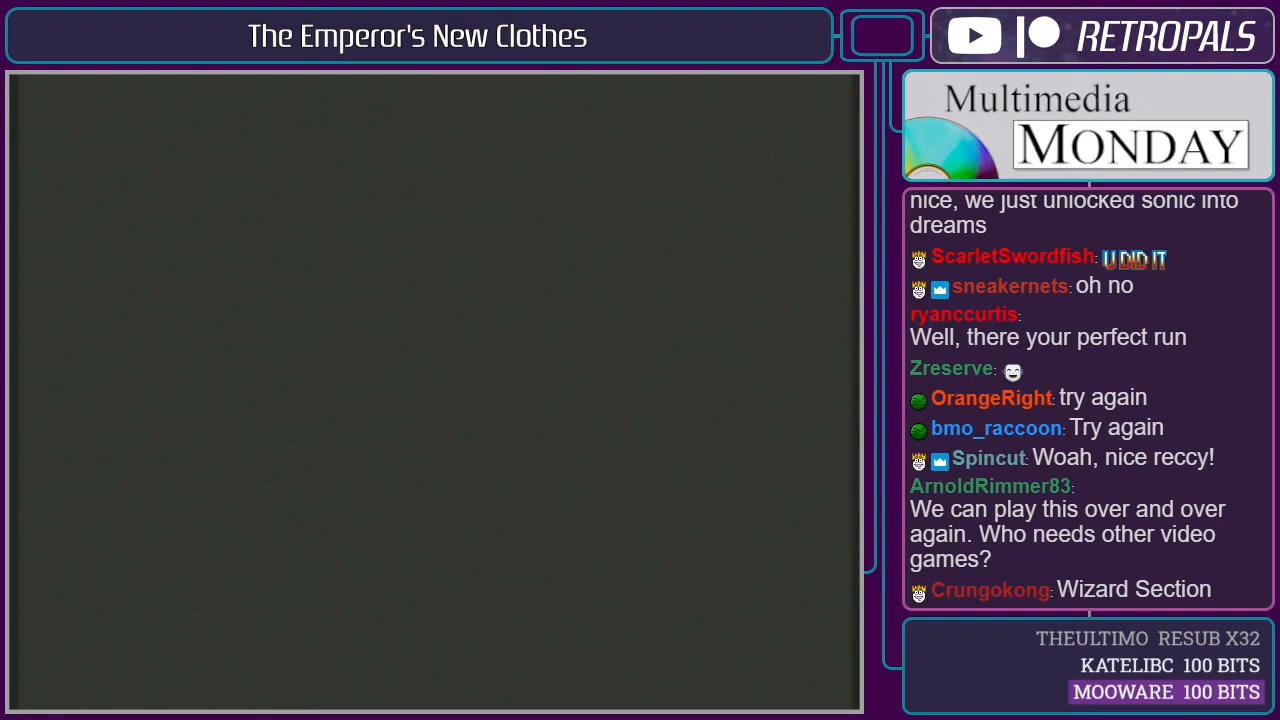 The Emperor's New Clothes
RETROPALS
Multimedia
MONDAY
nice, we just unlocked sonic into
dreams
ScarletSwordfish: U DID IT
sneakernets: oh no
ryanccurtis:
Well, there your perfect run
Zreserve:
OrangeRight: try again
bmo_raccoon: Try again
Spincut: Woah, nice reccy!
ArnoldRimmer83:
We can play this over and over
again. Who needs other video
games?
Crungokong: Wizard Section
THEULTIMO RESUB X32
KATELIBC 100 BITS
MOOWARE 100 BITS